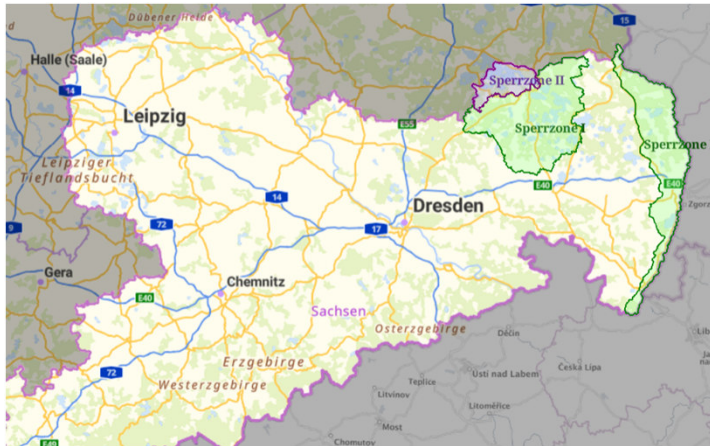 Dübener Heide
15
Halle (Saale)
14
Sperrzone II
Leipzig
E55
Sperrzone I
Sperrzone
Leipziger
Tieflandsbucht
E40
E40
14
Dresden
9
72
17
Gera
Chemnitz
E40
Sachsen
Osterzgebirge
Děčín
Erzgebirge
72
Westerzgebirge
Teplice
Ústí nad Labem
Česká Lípa
Litvínov
Litoměřice
Most
Chomutov